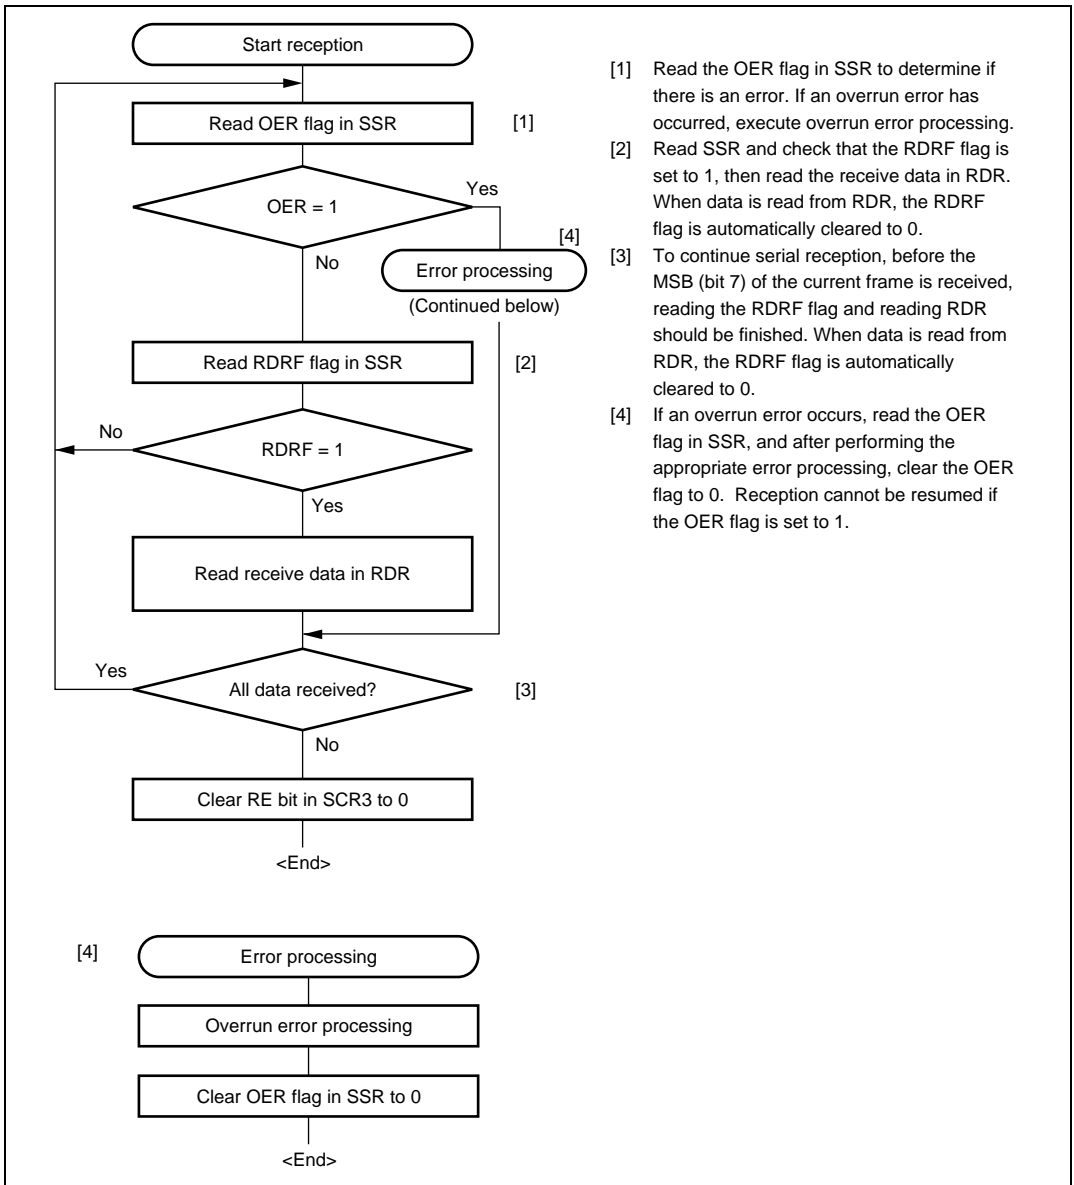 Start reception
Read OER flag in SSR
[1]
OER = 1
Yes
No
[4]
Error processing
(Continued below)
Read RDRF flag in SSR
[2]
RDRF = 1
No
Yes
Read receive data in RDR
All data received?
Yes
[3]
No
Clear RE bit in SCR3 to 0
<End>
[4]
Error processing
Overrun error processing
Clear OER flag in SSR to 0
<End>
[1] Read the OER flag in SSR to determine if
there is an error. If an overrun error has
occurred, execute overrun error processing.
[2] Read SSR and check that the RDRF flag is
set to 1, then read the receive data in RDR.
When data is read from RDR, the RDRF
flag is automatically cleared to 0.
[3] To continue serial reception, before the
MSB (bit 7) of the current frame is received,
reading the RDRF flag and reading RDR
should be finished. When data is read from
RDR, the RDRF flag is automatically
cleared to 0.
[4] If an overrun error occurs, read the OER
flag in SSR, and after performing the
appropriate error processing, clear the OER
flag to 0.  Reception cannot be resumed if
the OER flag is set to 1.